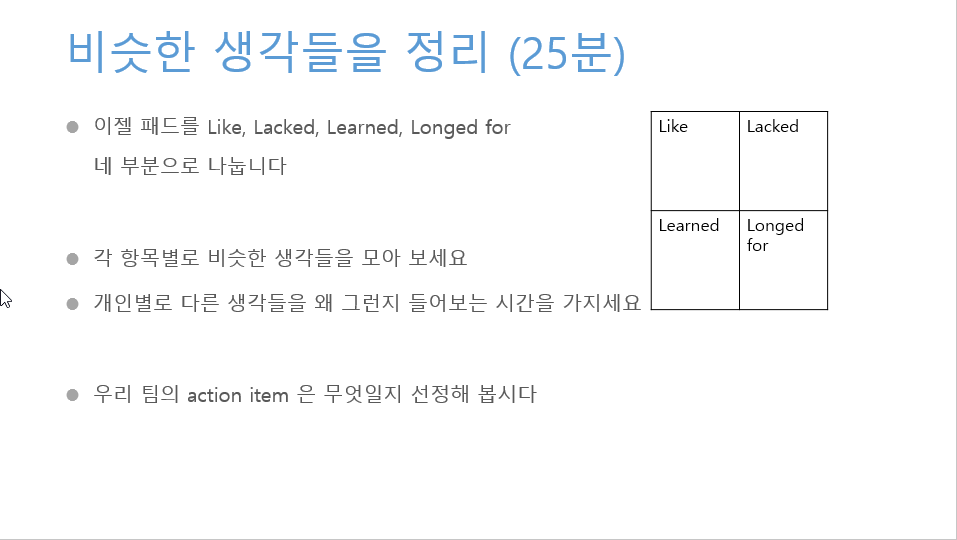 비슷한 생각들을 정리 (25분)
이젤 패드를 Like, Lacked, Learned, Longed for
네 부분으로 나눕니다
각 항목별로 비슷한 생각들을 모아 보세요
개인별로 다른 생각들을 왜 그런지 들어보는 시간을 가지세요
우리 팀의 action item 은 무엇일지 선정해 봅시다
Like
Lacked
Learned
Longed
for